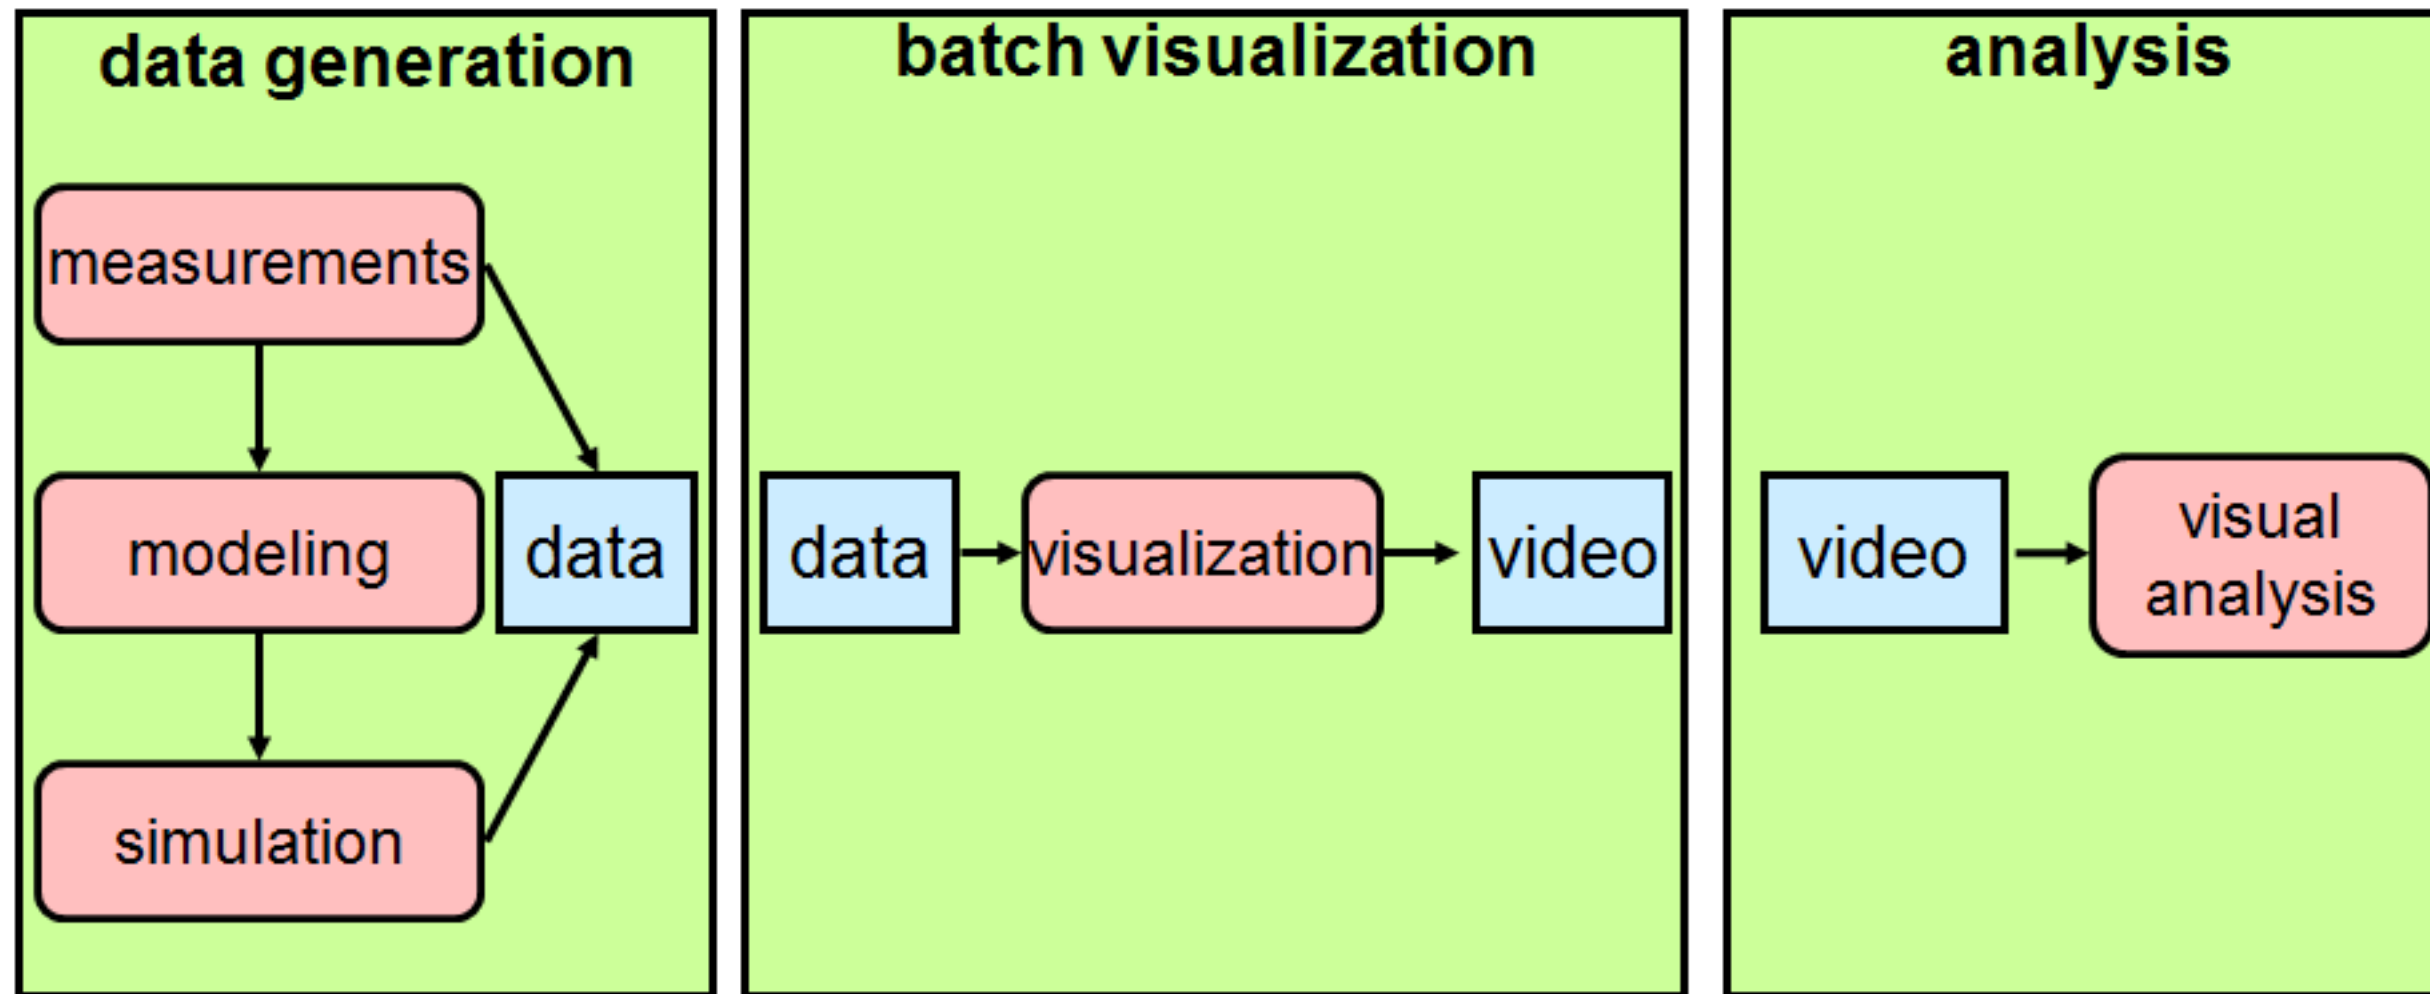 data generation
measurements
modeling
data
simulation
batch visualization
data
visualization
video
analysis
video
visual
analysis